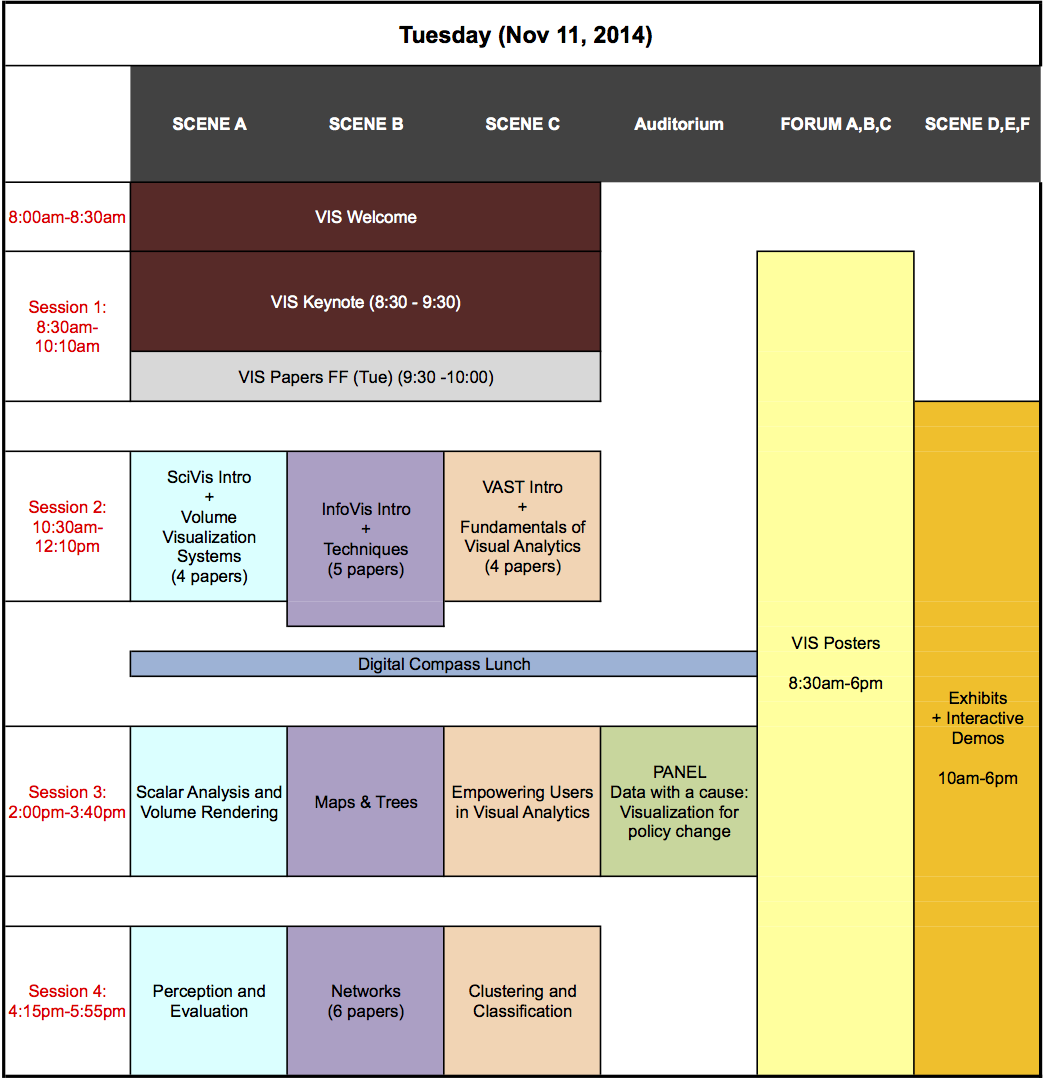 Tuesday (Nov 11, 2014)
SCENE A
SCENE B
SCENE C
Auditorium
FORUM A,B,C
SCENE D,E,F
8:00am-8:30am
VIS Welcome
Session 1:
8:30am-
10:10am
VIS Keynote (8:30 - 9:30)
VIS Papers FF (Tue) (9:30 -10:00)
Session 2:
10:30am-
12:10pm
SciVis Intro
+
Volume
Visualization
Systems
(4 papers)
InfoVis Intro
+
Techniques
(5 papers)
VAST Intro
+
Fundamentals of
Visual Analytics
(4 papers)
Digital Compass Lunch
VIS Posters
8:30am-6pm
Exhibits
+ Interactive
Demos
10am-6pm
Session 3:
2:00pm-3:40pm
Scalar Analysis and
Volume Rendering
Maps & Trees
Empowering Users
in Visual Analytics
PANEL
Data with a cause:
Visualization for
policy change
Session 4:
4:15pm-5:55pm
Perception and
Evaluation
Networks
(6 papers)
Clustering and
Classification